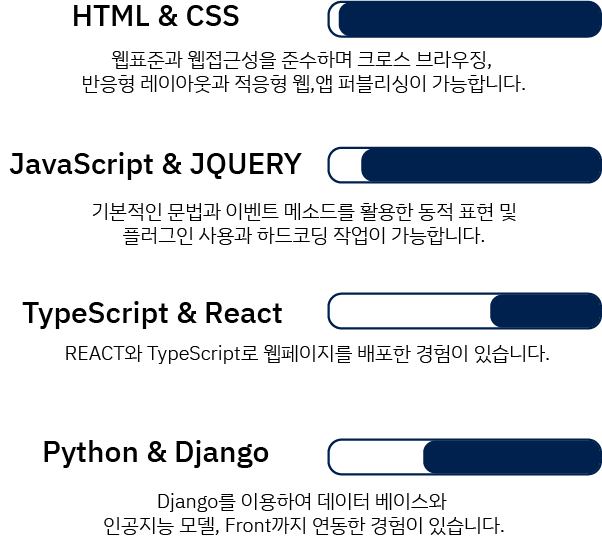 HTML & CSS
웹표준과 웹접근성을 준수하며 크로스 브라우징,
반응형 레이아웃과 적응형 웹,앱 퍼블리싱이 가능합니다.
JavaScript & JQUERY
기본적인 문법과 이벤트 메소드를 활용한 동적 표현 및
플러그인 사용과 하드코딩 작업이 가능합니다.
TypeScript & React
REACT와 TypeScript로 웹페이지를 배포한 경험이 있습니다.
Python & Django
Django를 이용하여 데이터 베이스와
인공지능 모델, Front까지 연동한 경험이 있습니다.